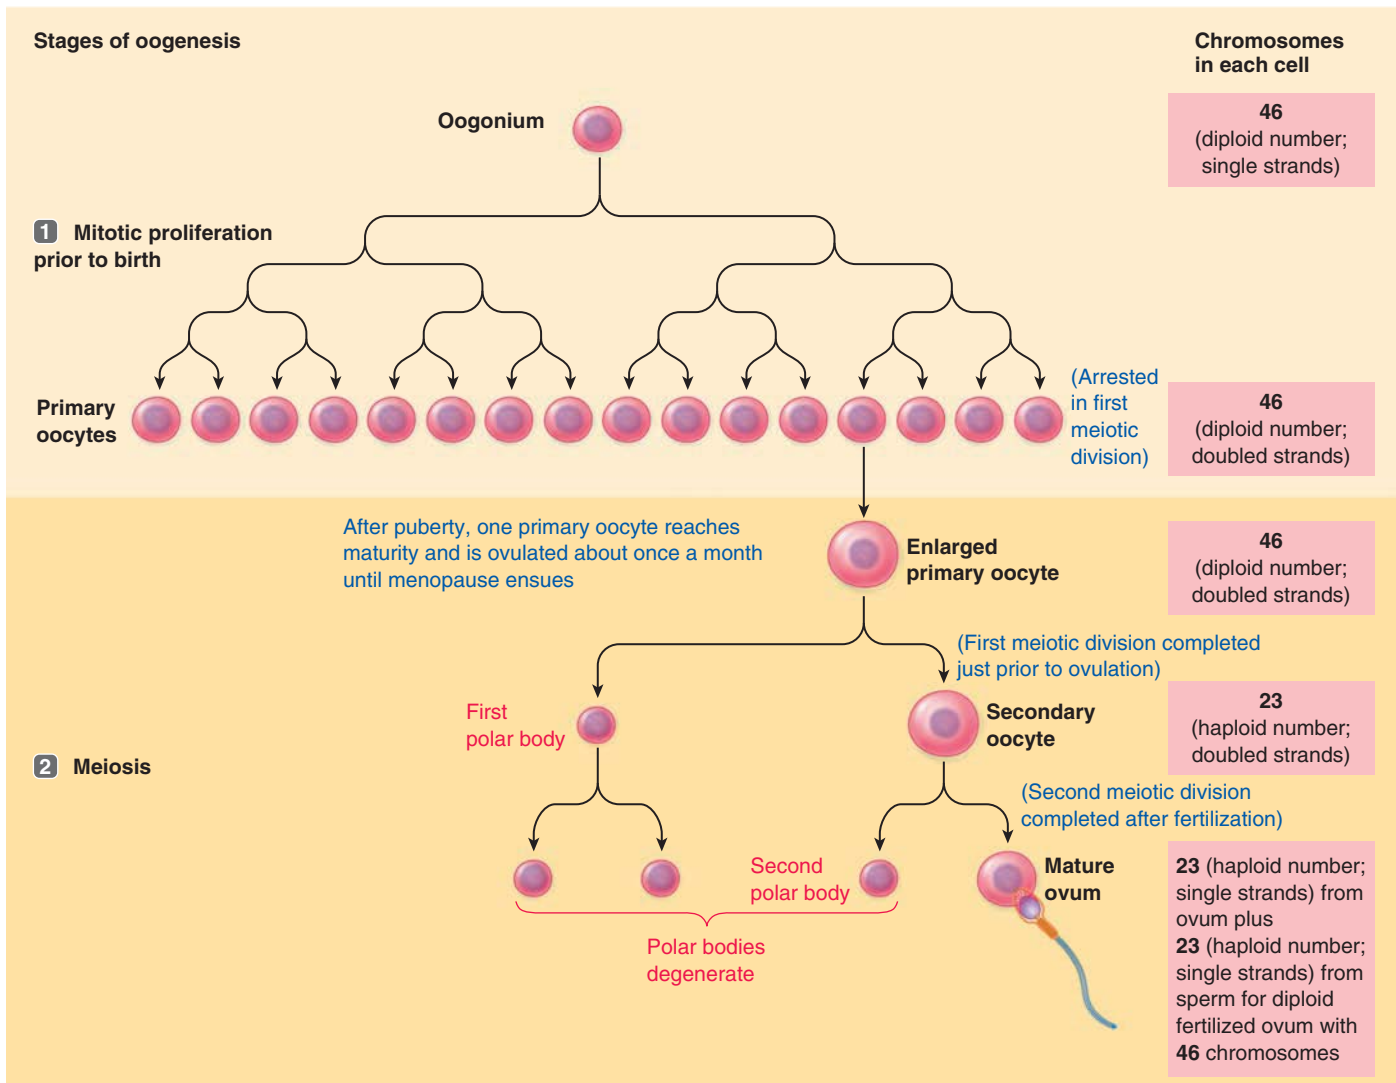 Stages of oogenesis
Chromosomes
in each cell
Oogonium
46
(diploid number;
single strands)
1 Mitotic proliferation
prior to birth
Primary
oocytes
(Arrested
in first
meiotic
division)
46
(diploid number;
doubled strands)
After puberty, one primary oocyte reaches
maturity and is ovulated about once a month
until menopause ensues
Enlarged
primary oocyte
46
(diploid number;
doubled strands)
(First meiotic division completed
just prior to ovulation)
First
polar body
Secondary
oocyte
23
(haploid number;
doubled strands)
2 Meiosis
(Second meiotic division
completed after fertilization)
Second
polar body
Mature
ovum
23 (haploid number;
single strands) from
ovum plus
23 (haploid number;
single strands) from
sperm for diploid
fertilized ovum with
46 chromosomes
Polar bodies
degenerate